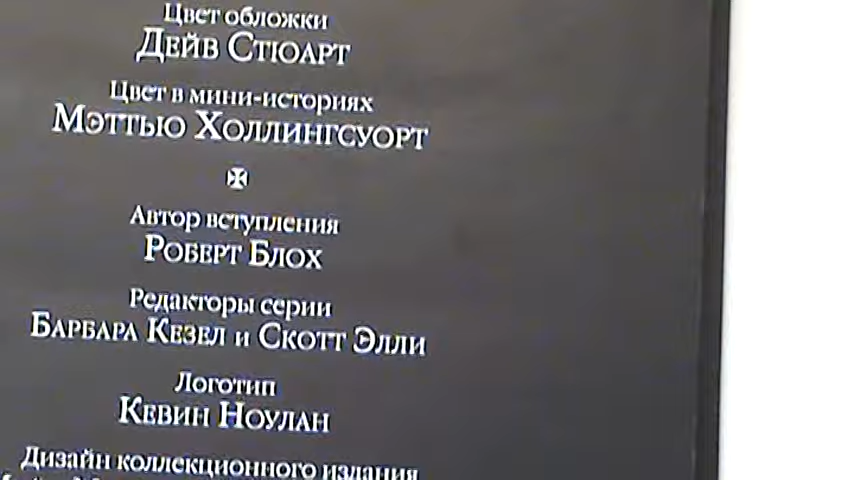 Цвет обложки
Дейв Стюарт
Цвет в мини-историях
Мэттью Холлингсуорт
Автор вступления
Роберт Блох
Редакторы серии
Барбара Кезел и Скотт Элли
Логотип
Кевин Ноулан
Дизайн коллекционного издания